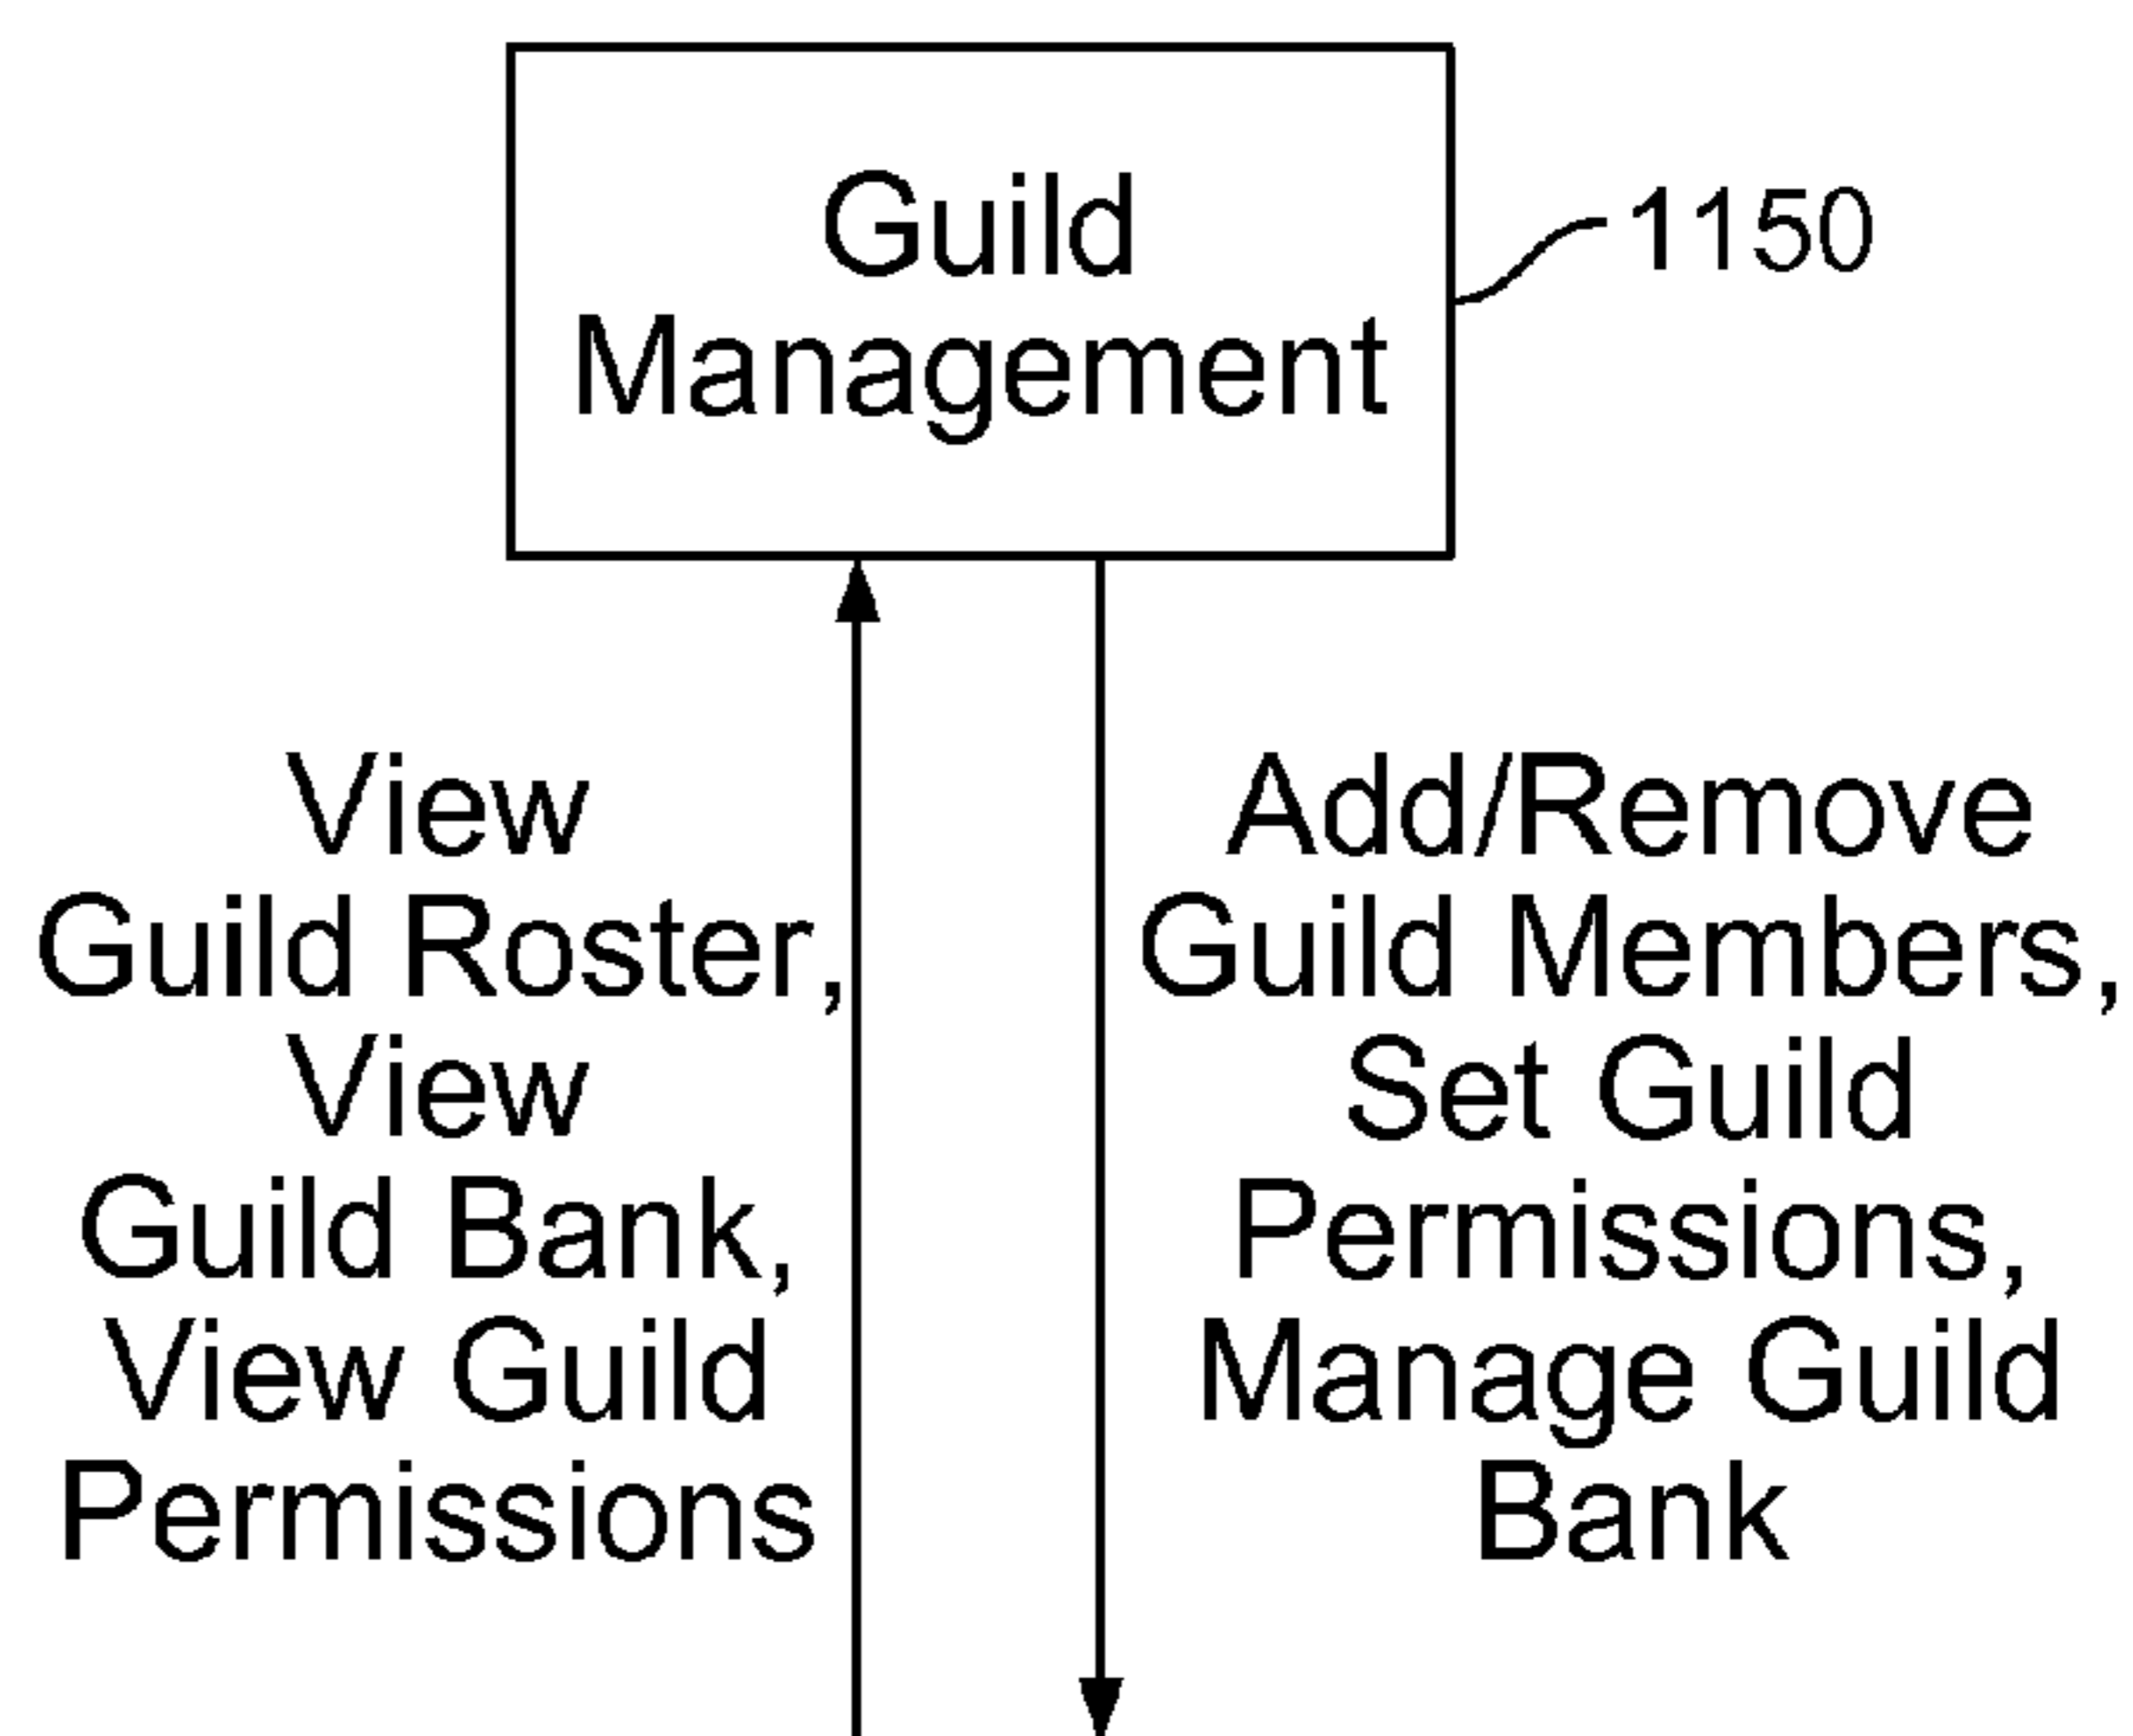 Guild
Management
1150
View
Guild Roster,
View
Guild Bank,
View Guild
Permissions
Add/Remove
Guild Members,
Set Guild
Permissions,
Manage Guild
Bank